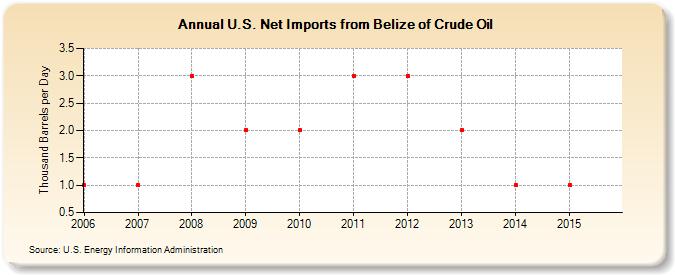 Annual U.S. Net Imports from Belize of Crude Oil
Thousand Barrels per Day
3.5
3.0
2.5
2.0
1.5
1.0
0.5
2006 2007 2008 2009 2010 2011 2012 2013 2014 2015
Source: U.S. Energy Information Administration